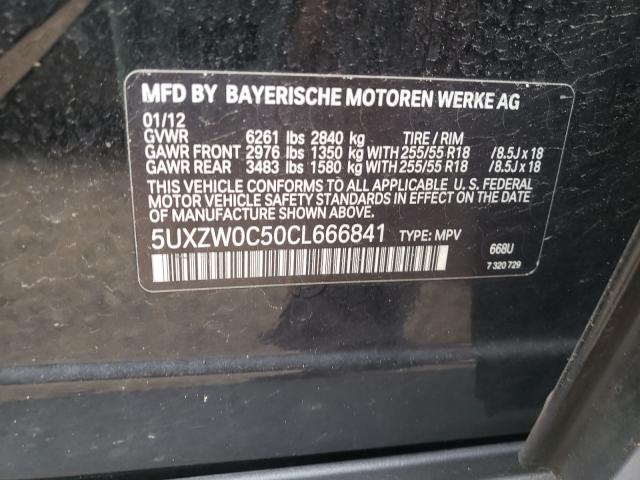 MFD BY BAYERISCHE MOTOREN WERKE AG
01/12
GVWR 6261 lbs 2840 kg TIRE / RIM
GAWR FRONT 2976 lbs 1350 kg WITH 255/55 R18 / 8.5J x 18
GAWR REAR 3483 lbs 1580 kg WITH 255/55 R18 / 8.5J x 18
THIS VEHICLE CONFORMS TO ALL APPLICABLE U. S. FEDERAL
MOTOR VEHICLE SAFETY STANDARDS IN EFFECT ON THE
DATE OF MANUFACTURE SHOWN ABOVE.
5UXZW0C50CL666841 TYPE: MPV
668U
7 320 729